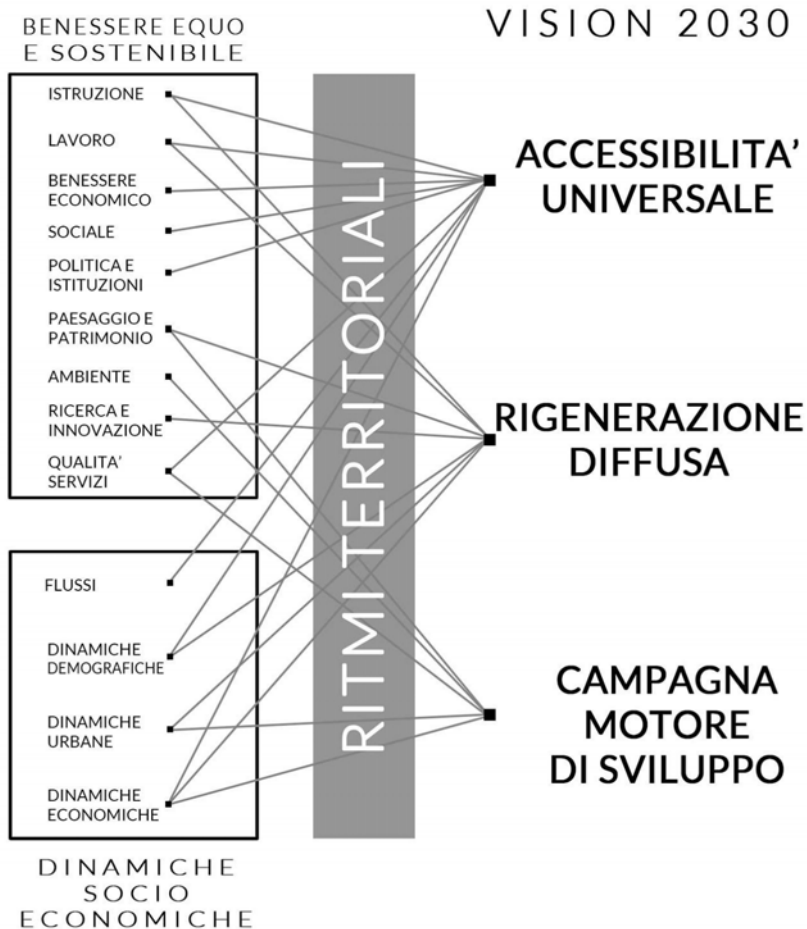 BENESSERE EQUO
E SOSTENIBILE
VISION 2030
ISTRUZIONE
LAVORO
BENESSERE
ECONOMICO
SOCIALE
POLITICA E
ISTITUZIONI
PAESAGGIO E
PATRIMONIO
AMBIENTE
RICERCA E
INNOVAZIONE
QUALITA'
SERVIZI
FLUSSI
DINAMICHE
DEMOGRAFICHE
DINAMICHE
URBANE
DINAMICHE
ECONOMICHE
DINAMICHE
SOCIO
ECONOMICHE
RITMI TERRITORIALI
ACCESSIBILITA'
UNIVERSALE
RIGENERAZIONE
DIFFUSA
CAMPAGNA
MOTORE
DI SVILUPPO